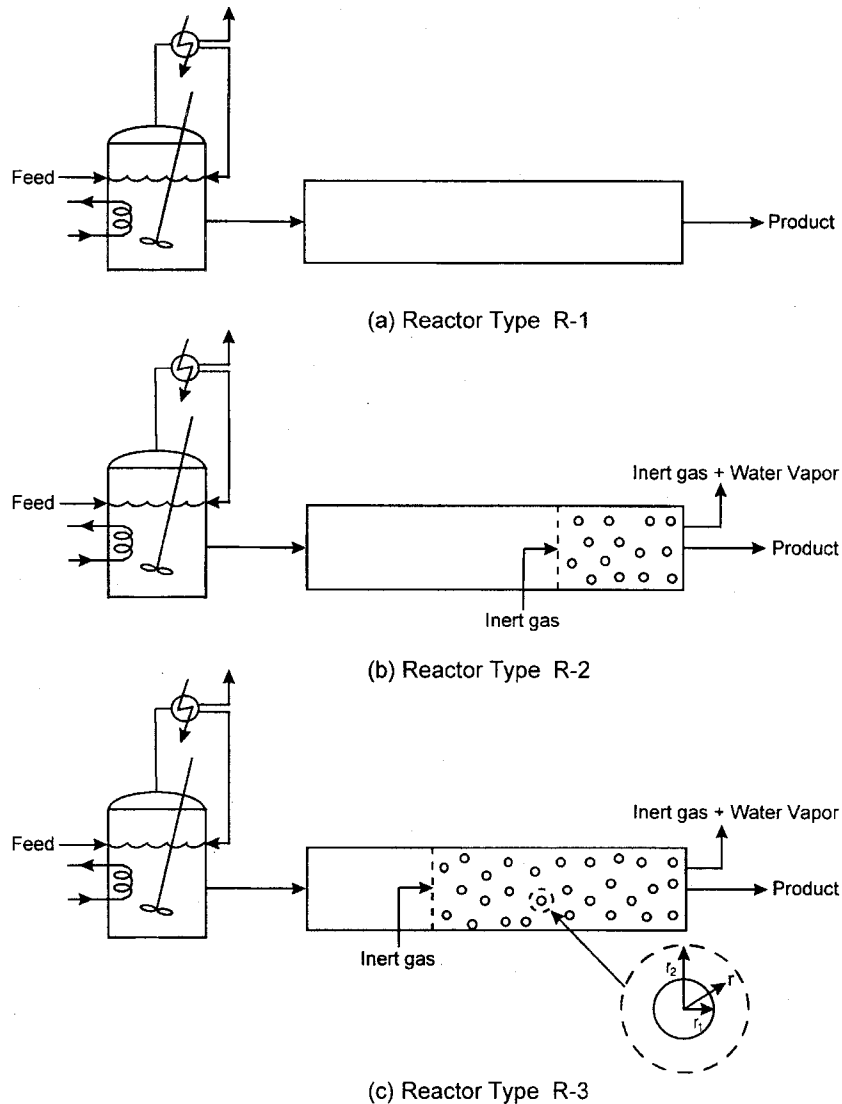 Feed
Product
(a) Reactor Type R-1
Inert gas + Water Vapor
Feed
Product
Inert gas
(b) Reactor Type R-2
Inert gas + Water Vapor
Feed
Product
Inert gas
r2
r
r1
(c) Reactor Type R-3